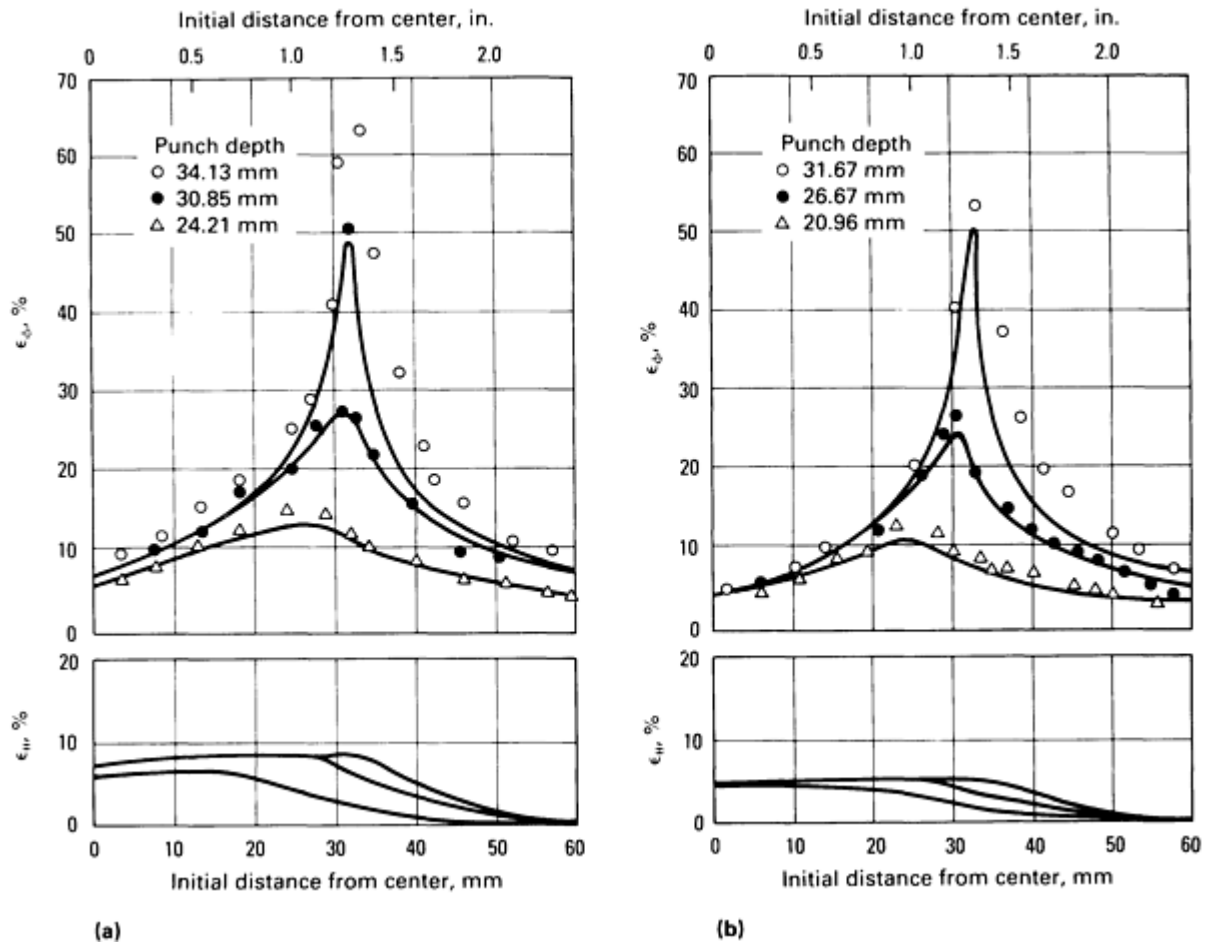 Initial distance from center, in.
0 0.5 1.0 1.5 2.0
70
60
50
40
30
20
10
0
Punch depth
○ 34.13 mm
● 30.85 mm
△ 24.21 mm
20
10
0
0 10 20 30 40 50 60
Initial distance from center, mm
(a)
Initial distance from center, in.
0 0.5 1.0 1.5 2.0
70
60
50
40
30
20
10
0
Punch depth
○ 31.67 mm
● 26.67 mm
△ 20.96 mm
20
10
0
0 10 20 30 40 50 60
Initial distance from center, mm
(b)